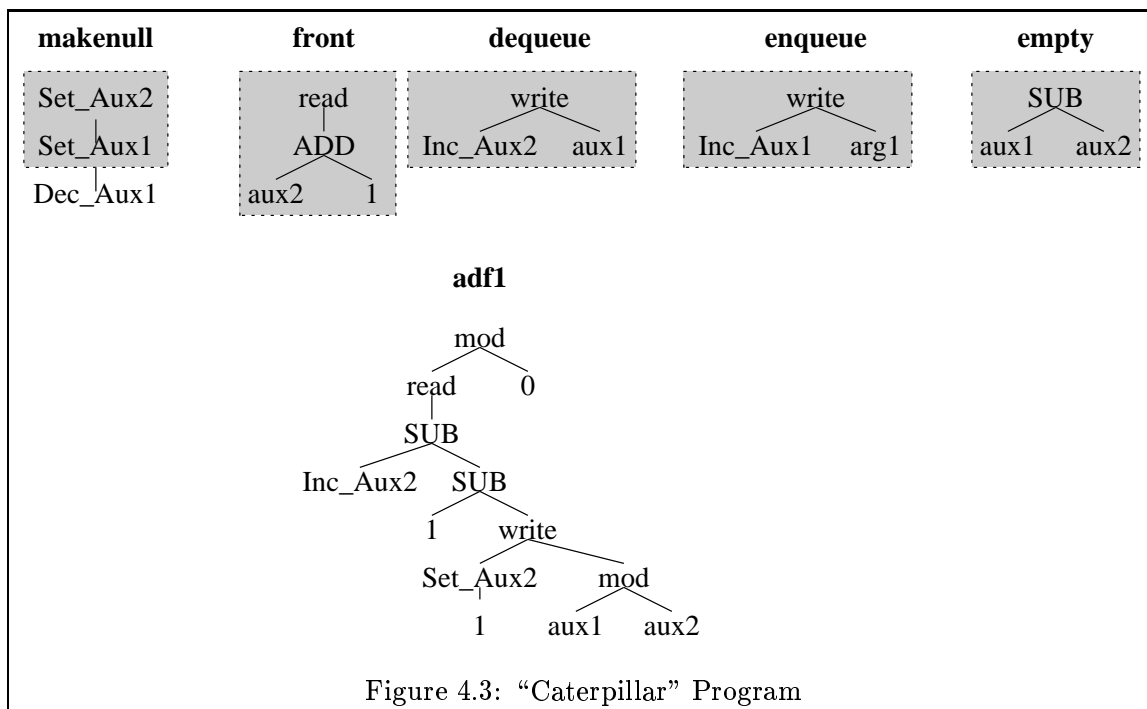 makenull front dequeue enqueue empty
Set_Aux2 read write write SUB
Set_Aux1 ADD Inc_Aux2 aux1 Inc_Aux1 arg1 aux1 aux2
Dec_Aux1 aux2 1
adf1
mod
read 0
SUB
Inc_Aux2 SUB
1 write
Set_Aux2 mod
1 aux1 aux2
Figure 4.3: “Caterpillar” Program